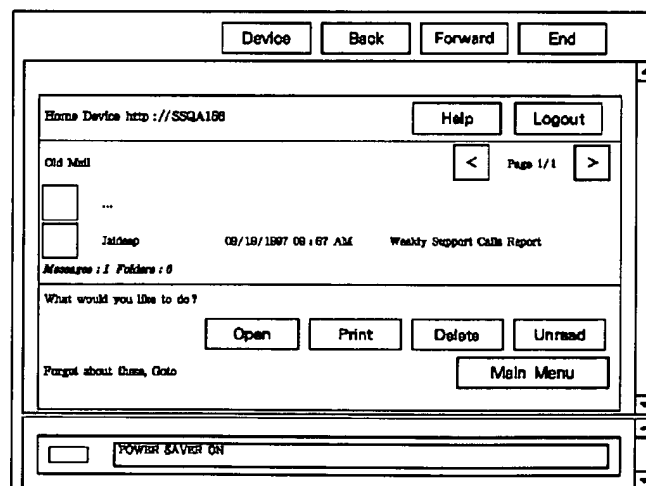 Device Back Forward End
Home Device http://SSQA156 Help Logout
Old Mail < Page 1/1 >
...
Jaideep 09/19/1997 09:57 AM Weekly Support Calls Report
Messages : 1 Folders : 0
What would you like to do?
Open Print Delete Unread
Forget about these, Goto Main Menu
POWER SAVER ON